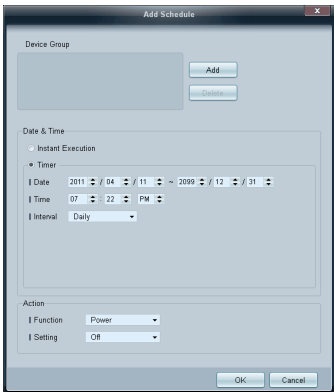 Add Schedule
x
Device Group
Add
Delete
Date & Time
Instant Execution
Timer
Date 2011 / 04 / 11 ~ 2099 / 12 / 31
Time 07 : 22 PM
Interval Daily
Action
Function Power
Setting Off
OK Cancel